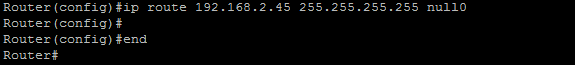 Router(config)#ip route 192.168.2.45 255.255.255.255 null0
Router(config)#
Router(config)#end
Router#